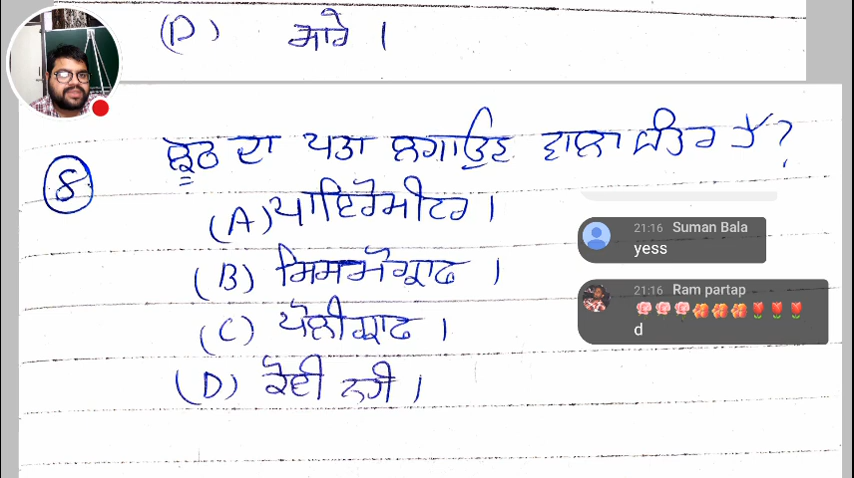 (D) ਸਾਰੇ ।
8 ਝੂਠ ਦਾ ਪਤਾ ਲਗਾਉਣ ਵਾਲਾ ਜੰਤਰ ਹੈ?
(A) ਪਾਇਰੋਮੀਟਰ ।
21:16 Suman Bala
yess
(B) ਸਿਸਮੋਗ੍ਰਾਫ ।
21:16 Ram partap
🌹🌹🌹🌺🌺🌺🌷🌷🌷
d
(C) ਪੋਲੀਗ੍ਰਾਫ ।
(D) ਕੋਈ ਨਹੀ ।